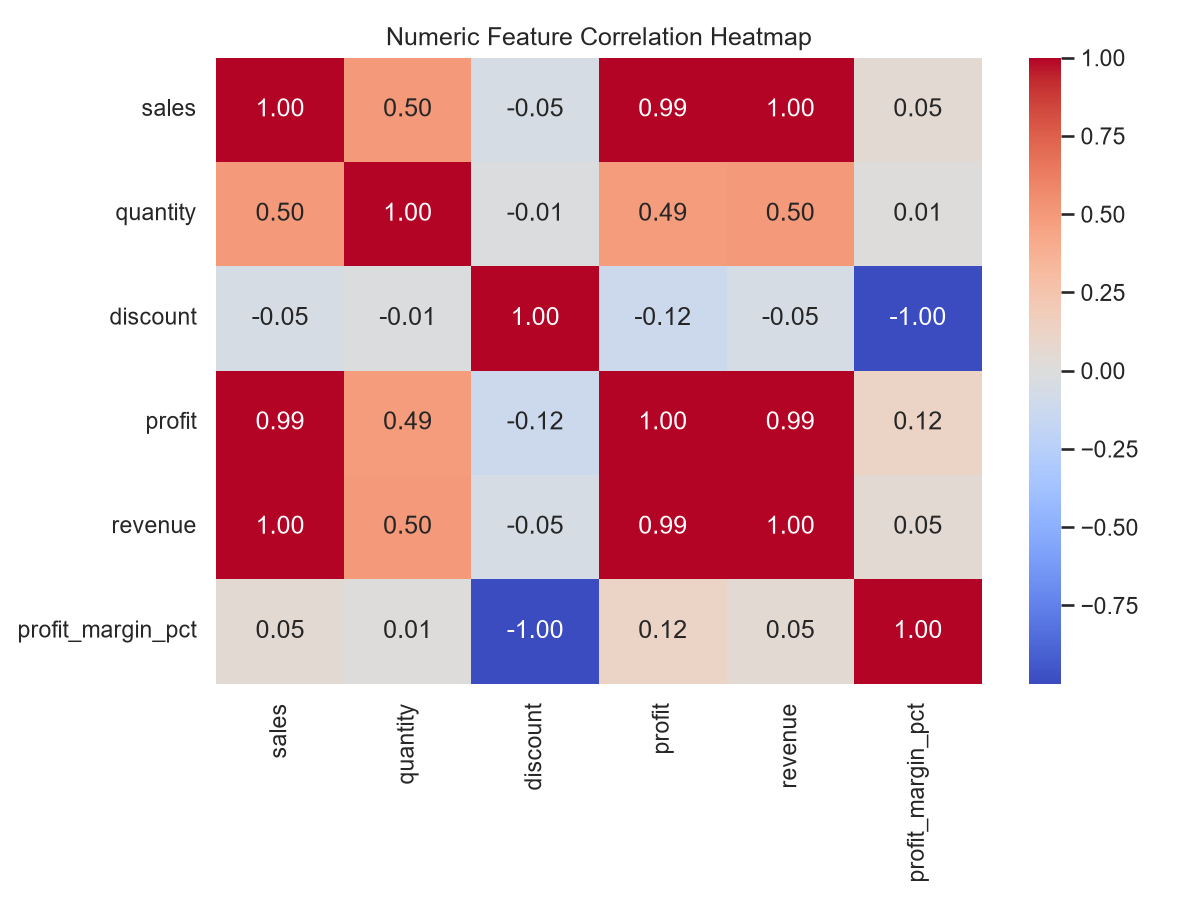 Numeric Feature Correlation Heatmap
sales 1.00 0.50 -0.05 0.99 1.00 0.05
quantity 0.50 1.00 -0.01 0.49 0.50 0.01
discount -0.05 -0.01 1.00 -0.12 -0.05 -1.00
profit 0.99 0.49 -0.12 1.00 0.99 0.12
revenue 1.00 0.50 -0.05 0.99 1.00 0.05
profit_margin_pct 0.05 0.01 -1.00 0.12 0.05 1.00
sales quantity discount profit revenue profit_margin_pct
1.00
0.75
0.50
0.25
0.00
−0.25
−0.50
−0.75